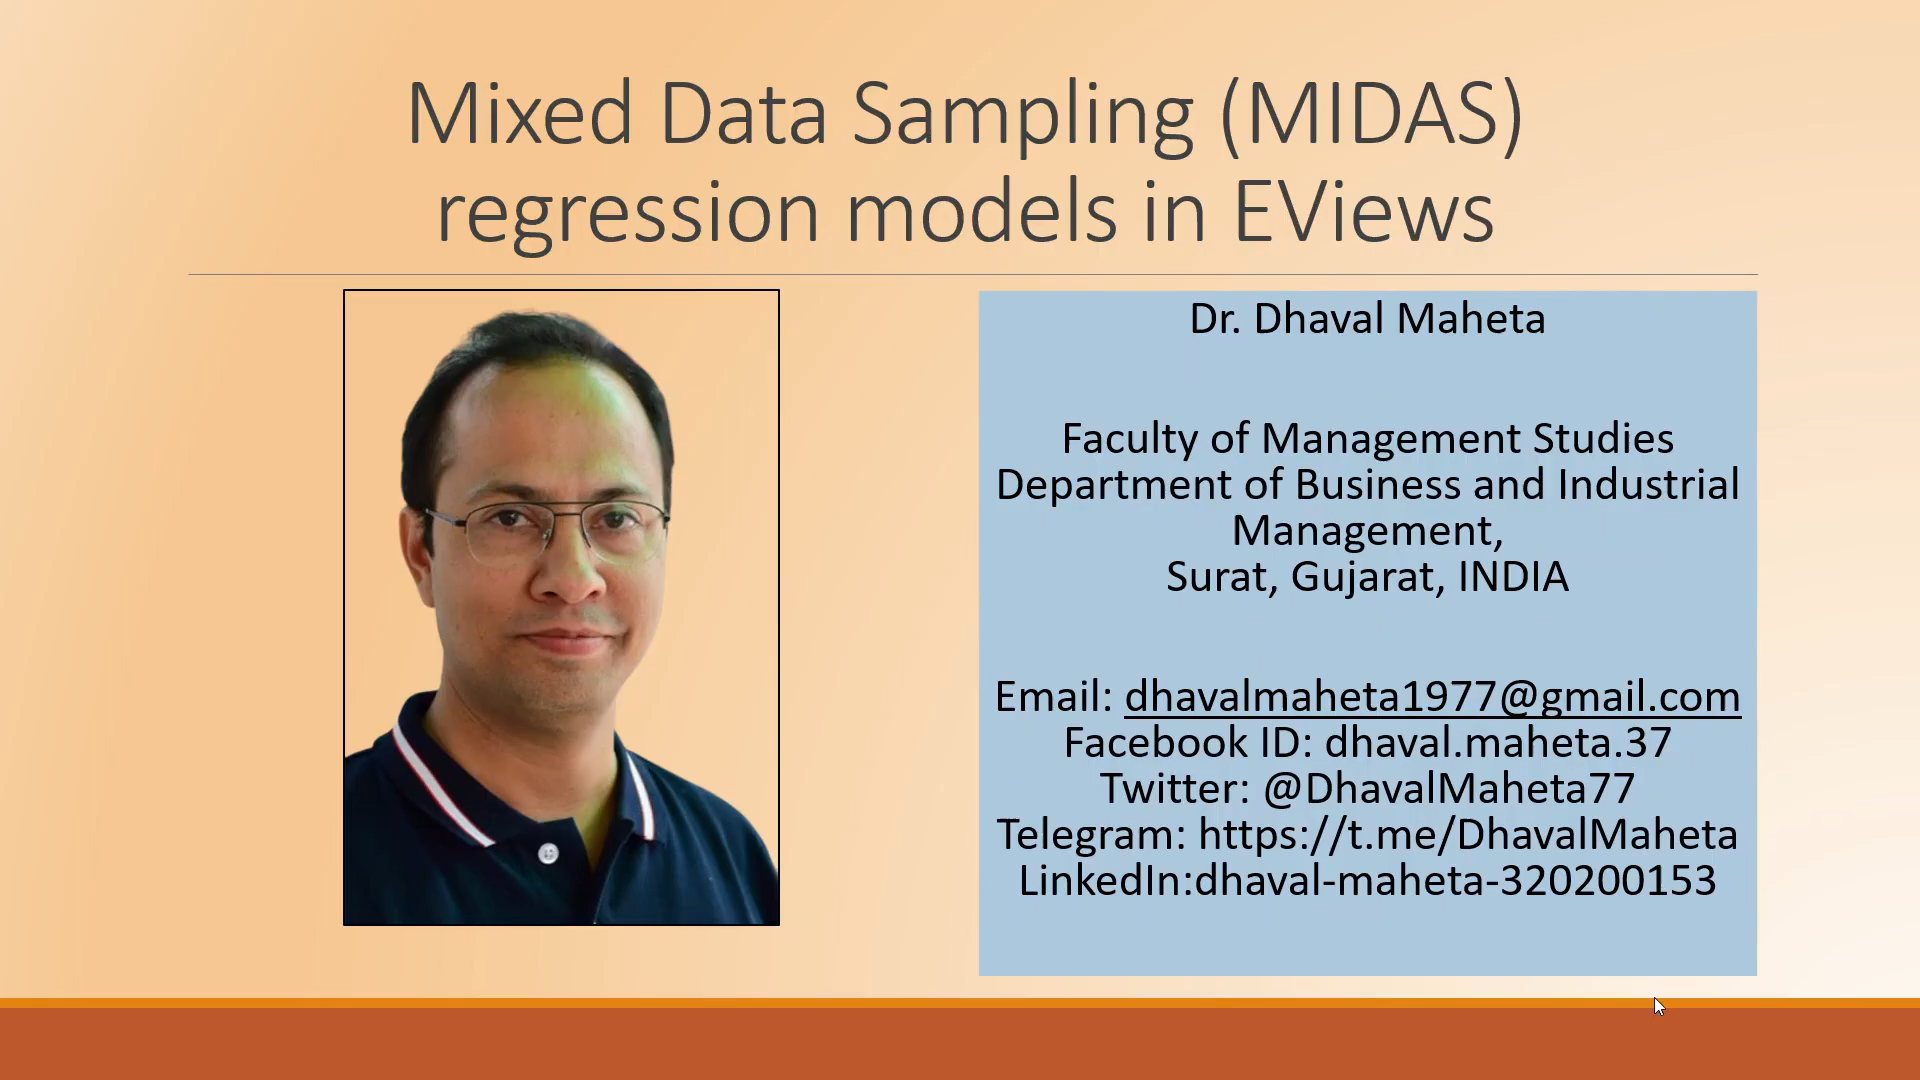 Mixed Data Sampling (MIDAS)
regression models in EViews
Dr. Dhaval Maheta
Faculty of Management Studies
Department of Business and Industrial
Management,
Surat, Gujarat, INDIA
Email: dhavalmaheta1977@gmail.com
Facebook ID: dhaval.maheta.37
Twitter: @DhavalMaheta77
Telegram: https://t.me/DhavalMaheta
LinkedIn:dhaval-maheta-320200153